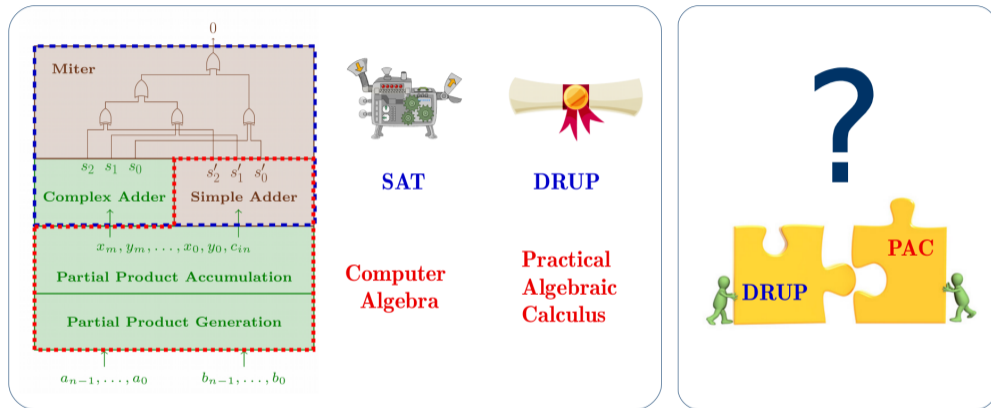 0
Miter
s₂ s₁ s₀
s′₂ s′₁ s′₀
Complex Adder
Simple Adder
xₘ, yₘ, . . . , x₀, y₀, cᵢₙ
Partial Product Accumulation
Partial Product Generation
aₙ₋₁, . . . , a₀
bₙ₋₁, . . . , b₀
SAT
DRUP
Computer
Algebra
Practical
Algebraic
Calculus
?
PAC
DRUP